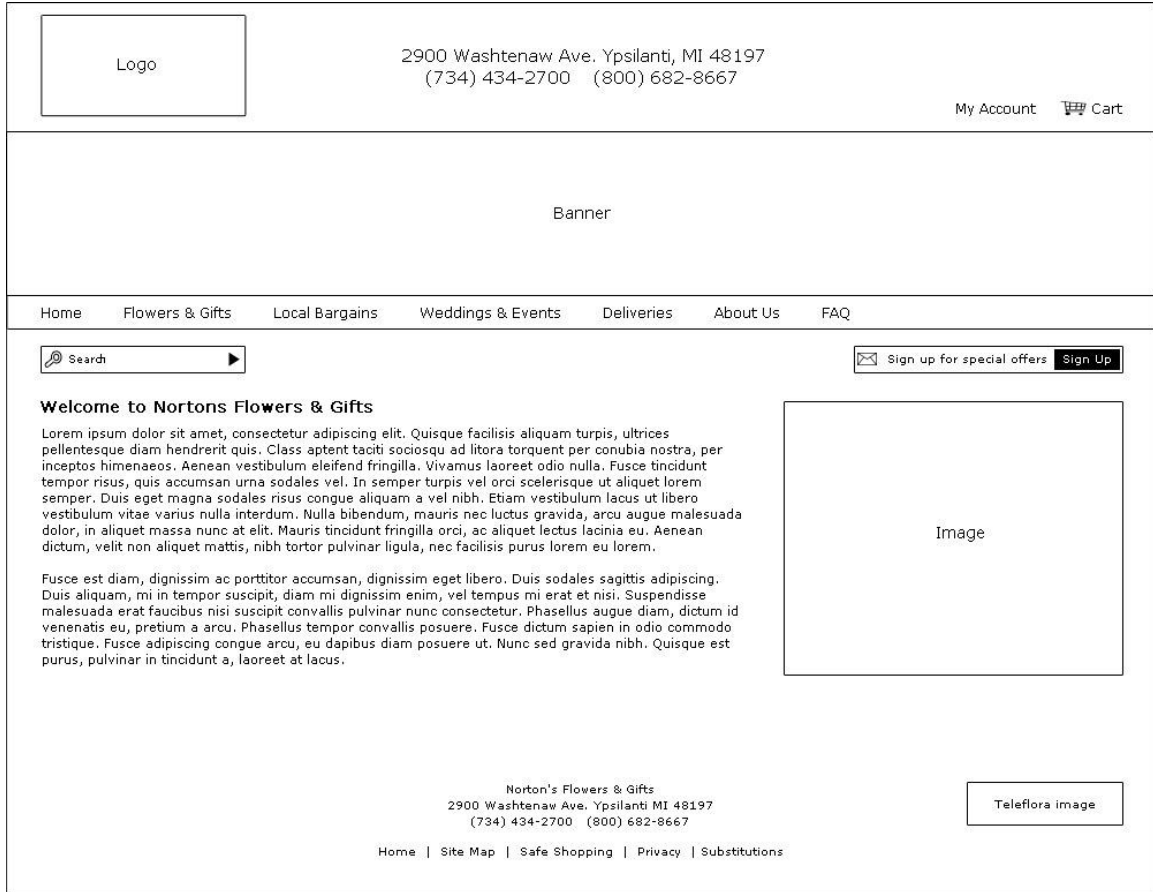 Logo
2900 Washtenaw Ave. Ypsilanti, MI 48197
(734) 434-2700 (800) 682-8667
My Account Cart
Banner
Home Flowers & Gifts Local Bargains Weddings & Events Deliveries About Us FAQ
Search
Sign up for special offers Sign Up
Welcome to Nortons Flowers & Gifts
Lorem ipsum dolor sit amet, consectetur adipiscing elit. Quisque facilisis aliquam turpis, ultrices
pellentesque diam hendrerit quis. Class aptent taciti sociosqu ad litora torquent per conubia nostra, per
inceptos himenaeos. Aenean vestibulum eleifend fringilla. Vivamus laoreet odio nulla. Fusce tincidunt
tempor risus, quis accumsan urna sodales vel. In semper turpis vel orci scelerisque ut aliquet lorem
semper. Duis eget magna sodales risus congue aliquam a vel nibh. Etiam vestibulum lacus ut libero
vestibulum vitae varius nulla interdum. Nulla bibendum, mauris nec luctus gravida, arcu augue malesuada
dolor, in aliquet massa nunc at elit. Mauris tincidunt fringilla orci, ac aliquet lectus lacinia eu. Aenean
dictum, velit non aliquet mattis, nibh tortor pulvinar ligula, nec facilisis purus lorem eu lorem.
Fusce est diam, dignissim ac porttitor accumsan, dignissim eget libero. Duis sodales sagittis adipiscing.
Duis aliquam, mi in tempor suscipit, diam mi dignissim enim, vel tempus mi erat et nisi. Suspendisse
malesuada erat faucibus nisi suscipit convallis pulvinar nunc consectetur. Phasellus augue diam, dictum id
venenatis eu, pretium a arcu. Phasellus tempor convallis posuere. Fusce dictum sapien in odio commodo
tristique. Fusce adipiscing congue arcu, eu dapibus diam posuere ut. Nunc sed gravida nibh. Quisque est
purus, pulvinar in tincidunt a, laoreet at lacus.
Image
Norton's Flowers & Gifts
2900 Washtenaw Ave. Ypsilanti MI 48197
(734) 434-2700 (800) 682-8667
Teleflora image
Home | Site Map | Safe Shopping | Privacy | Substitutions